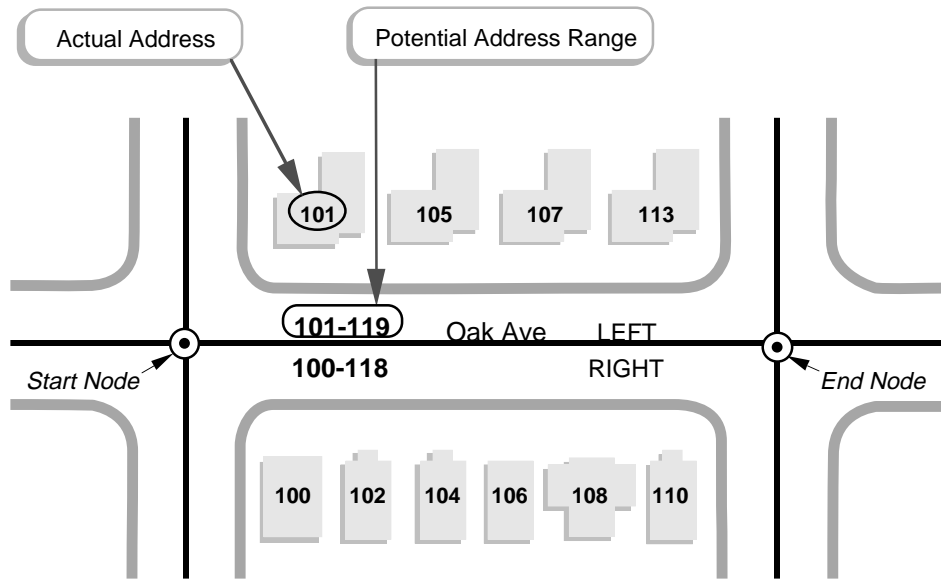 Actual Address
Potential Address Range
101 105 107 113
101-119 Oak Ave LEFT
Start Node 100-118 RIGHT End Node
100 102 104 106 108 110